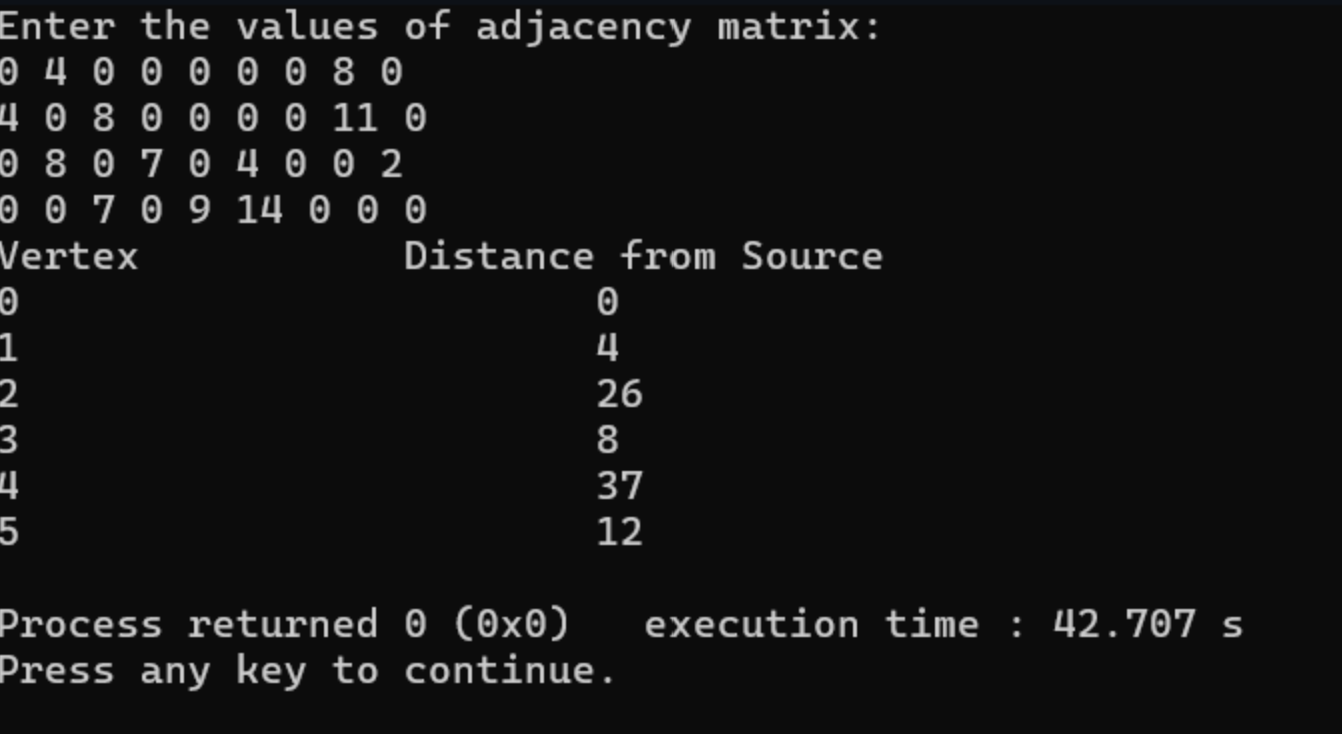 Enter the values of adjacency matrix:
0 4 0 0 0 0 0 8 0
4 0 8 0 0 0 0 11 0
0 8 0 7 0 4 0 0 2
0 0 7 0 9 14 0 0 0
Vertex Distance from Source
0 0
1 4
2 26
3 8
4 37
5 12
Process returned 0 (0x0) execution time : 42.707 s
Press any key to continue.